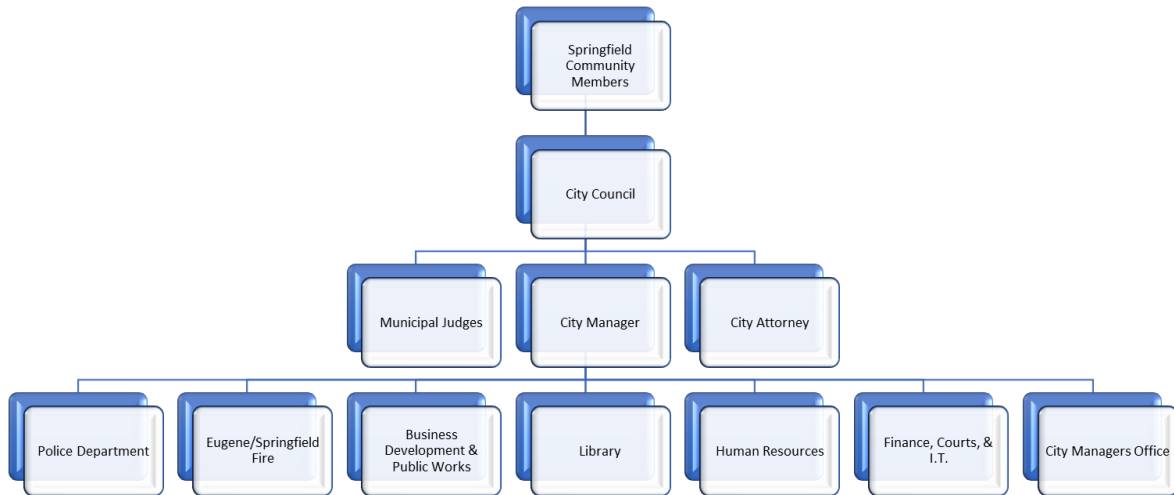 Springfield
Community
Members
City Council
Municipal Judges
City Manager
City Attorney
Police Department
Eugene/Springfield
Fire
Business
Development &
Public Works
Library
Human Resources
Finance, Courts, &
I.T.
City Managers Office